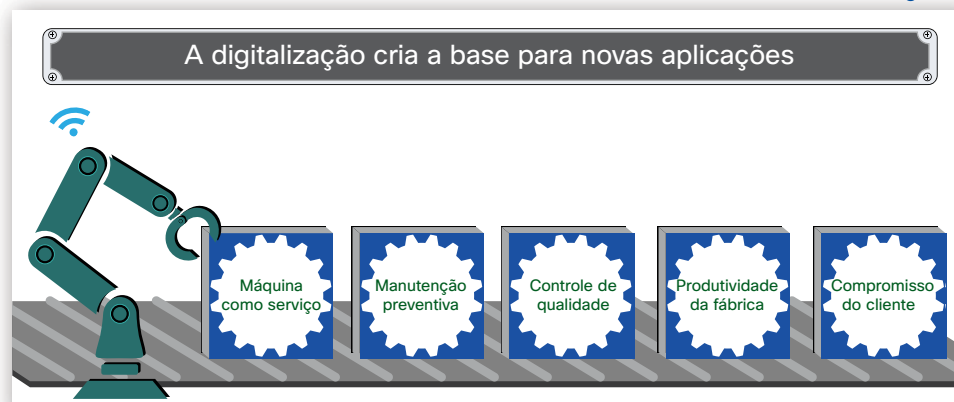 A digitalização cria a base para novas aplicações
Máquina
como serviço
Manutenção
preventiva
Controle de
qualidade
Produtividade
da fábrica
Compromisso
do cliente